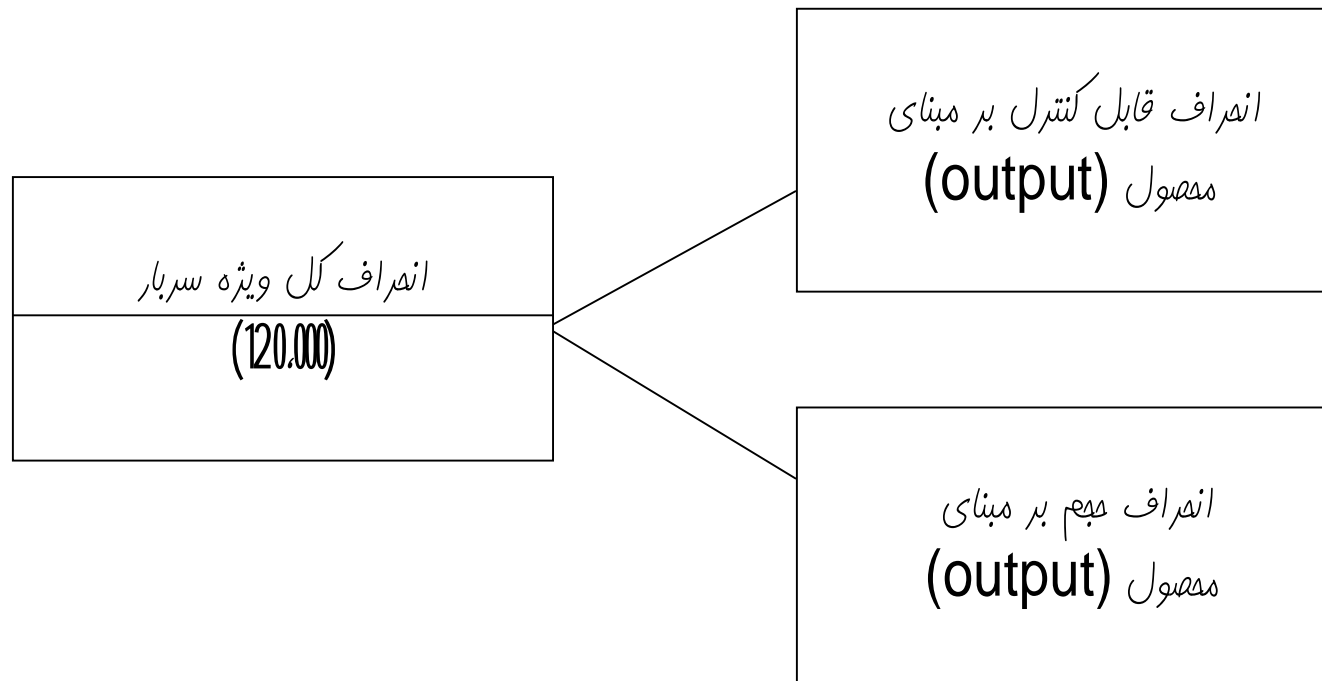 انحراف قابل کنترل بر مبنای
محصول (output)
انحراف کل ویژه سربار
(120.000)
انحراف حجم بر مبنای
محصول (output)